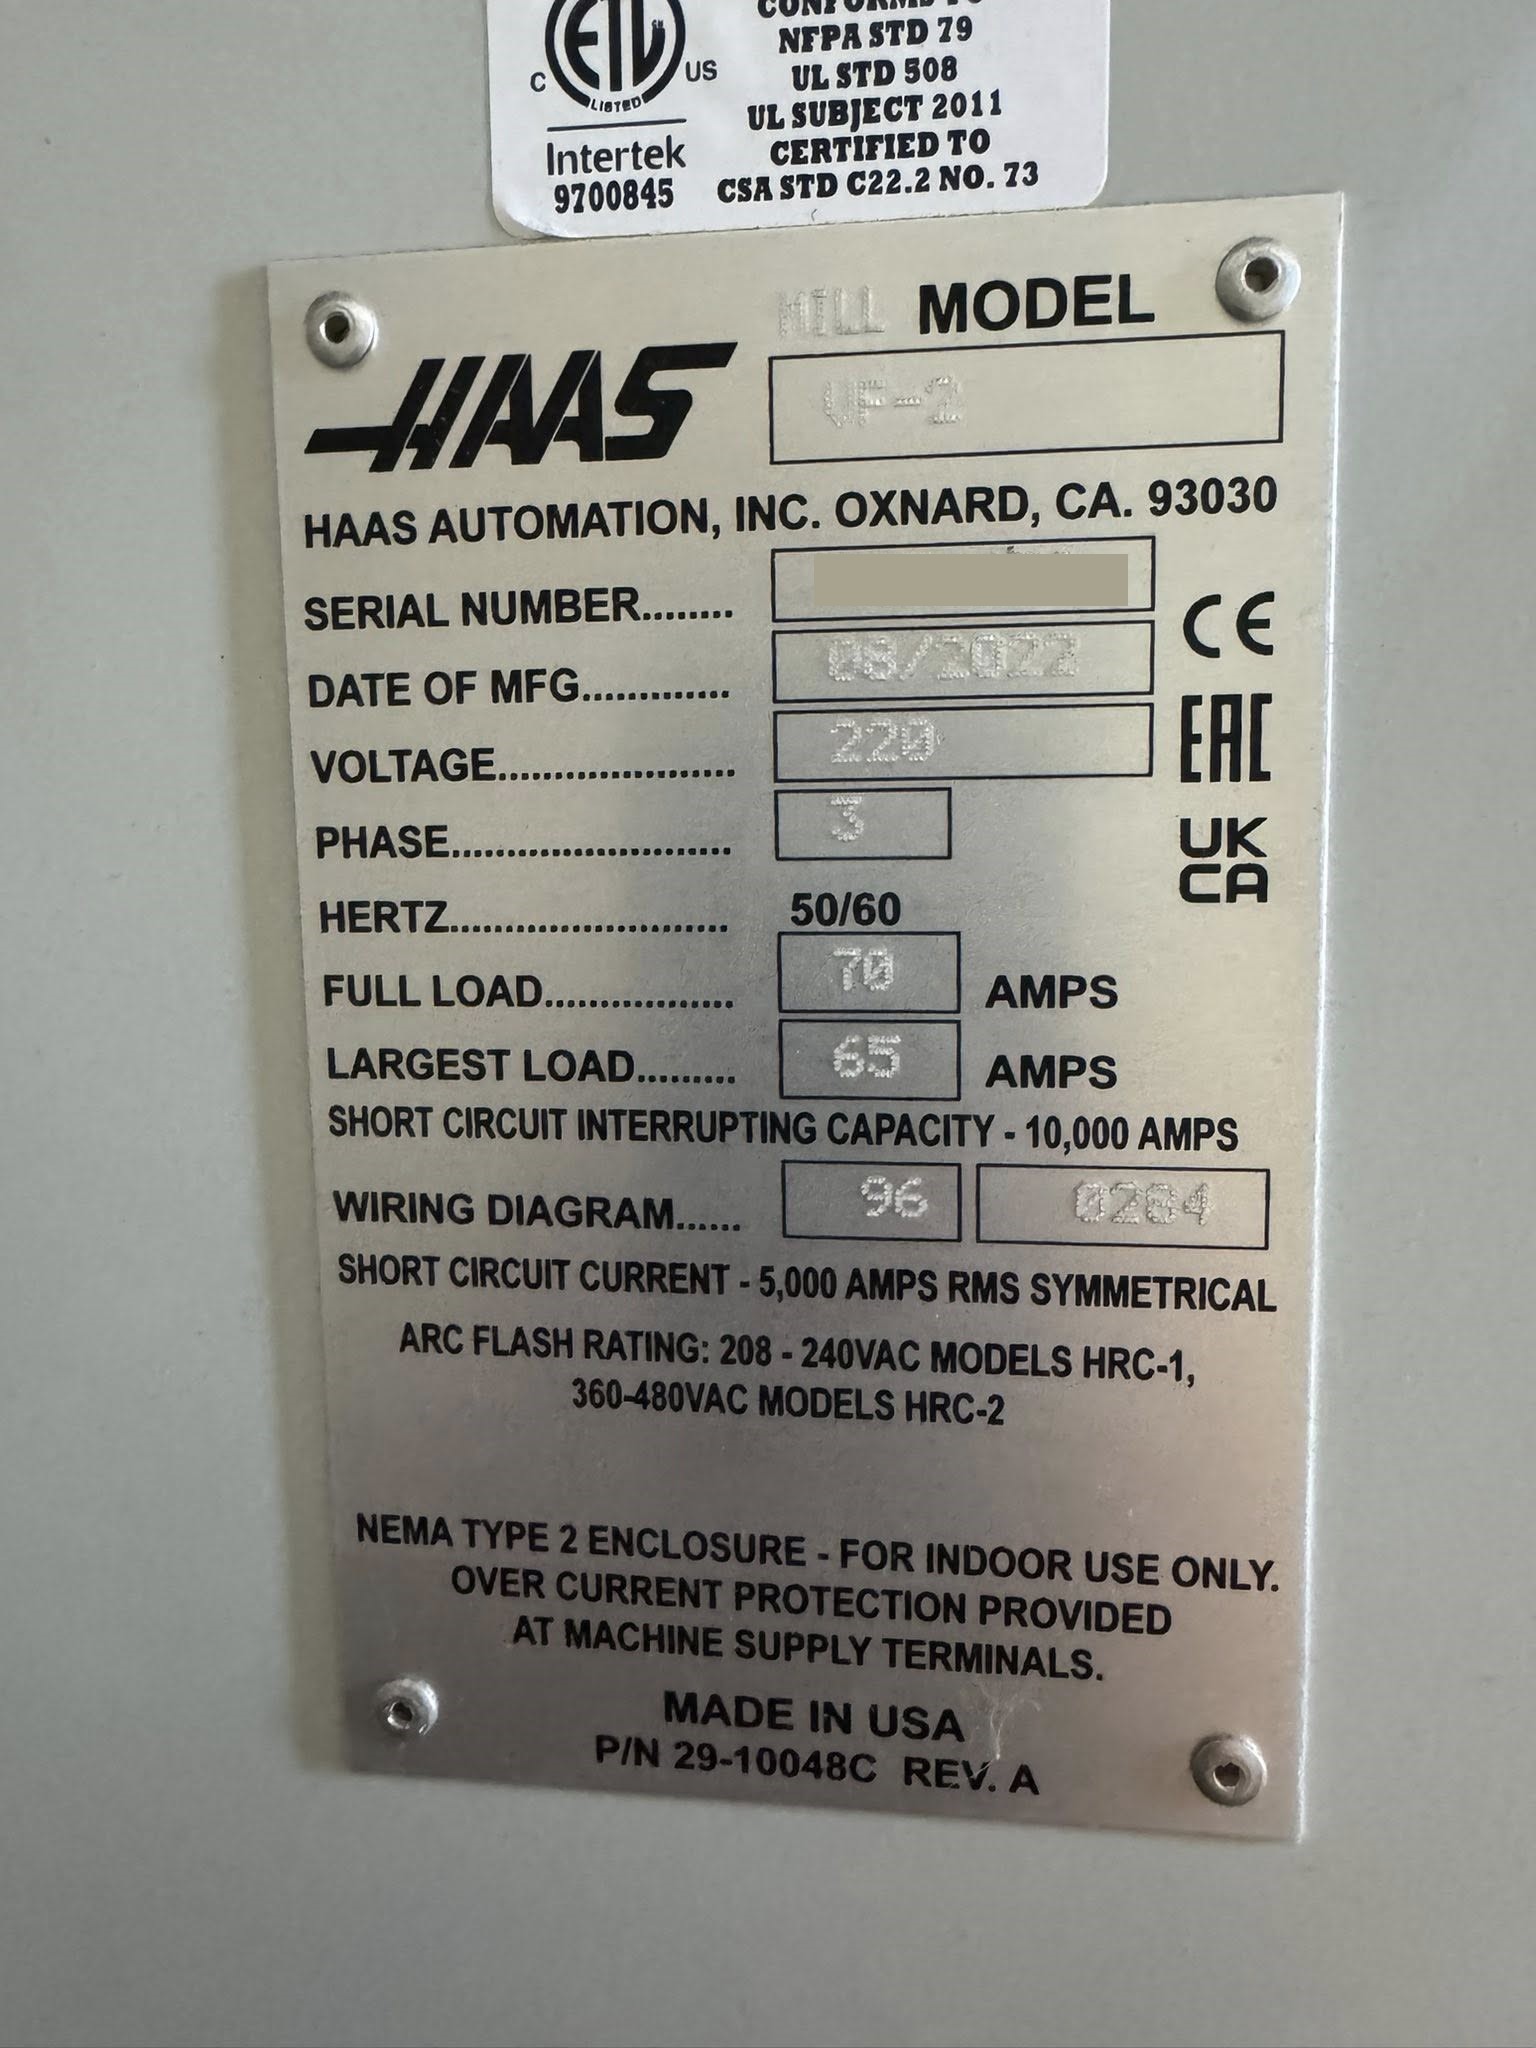 ETL
CM
LISTED
C
US
Intertek
9700845
CONFORMS TO
NFPA STD 79
UL STD 508
UL SUBJECT 2011
CERTIFIED TO
CSA STD C22.2 NO. 73
MILL MODEL
HAAS
VF-2
HAAS AUTOMATION, INC. OXNARD, CA. 93030
SERIAL NUMBER........
DATE OF MFG............. 08/2022
VOLTAGE..................... 220
PHASE......................... 3
HERTZ......................... 50/60
FULL LOAD................. 70 AMPS
LARGEST LOAD......... 65 AMPS
CE
EAC
UK
CA
SHORT CIRCUIT INTERRUPTING CAPACITY - 10,000 AMPS
WIRING DIAGRAM...... 96 0284
SHORT CIRCUIT CURRENT - 5,000 AMPS RMS SYMMETRICAL
ARC FLASH RATING: 208 - 240VAC MODELS HRC-1,
360-480VAC MODELS HRC-2
NEMA TYPE 2 ENCLOSURE - FOR INDOOR USE ONLY.
OVER CURRENT PROTECTION PROVIDED
AT MACHINE SUPPLY TERMINALS.
MADE IN USA
P/N 29-10048C REV. A